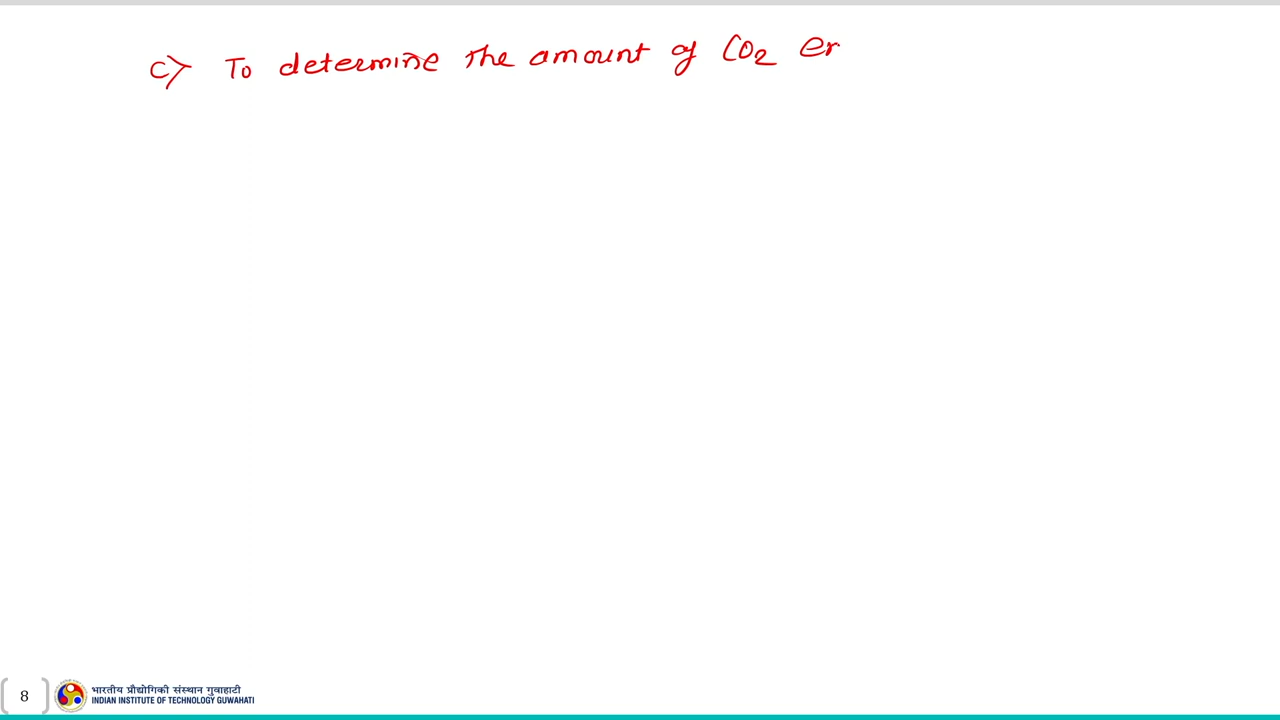 c> To determine the amount of CO2 er
8
भारतीय प्रौद्योगिकी संस्थान गुवाहाटी
INDIAN INSTITUTE OF TECHNOLOGY GUWAHATI